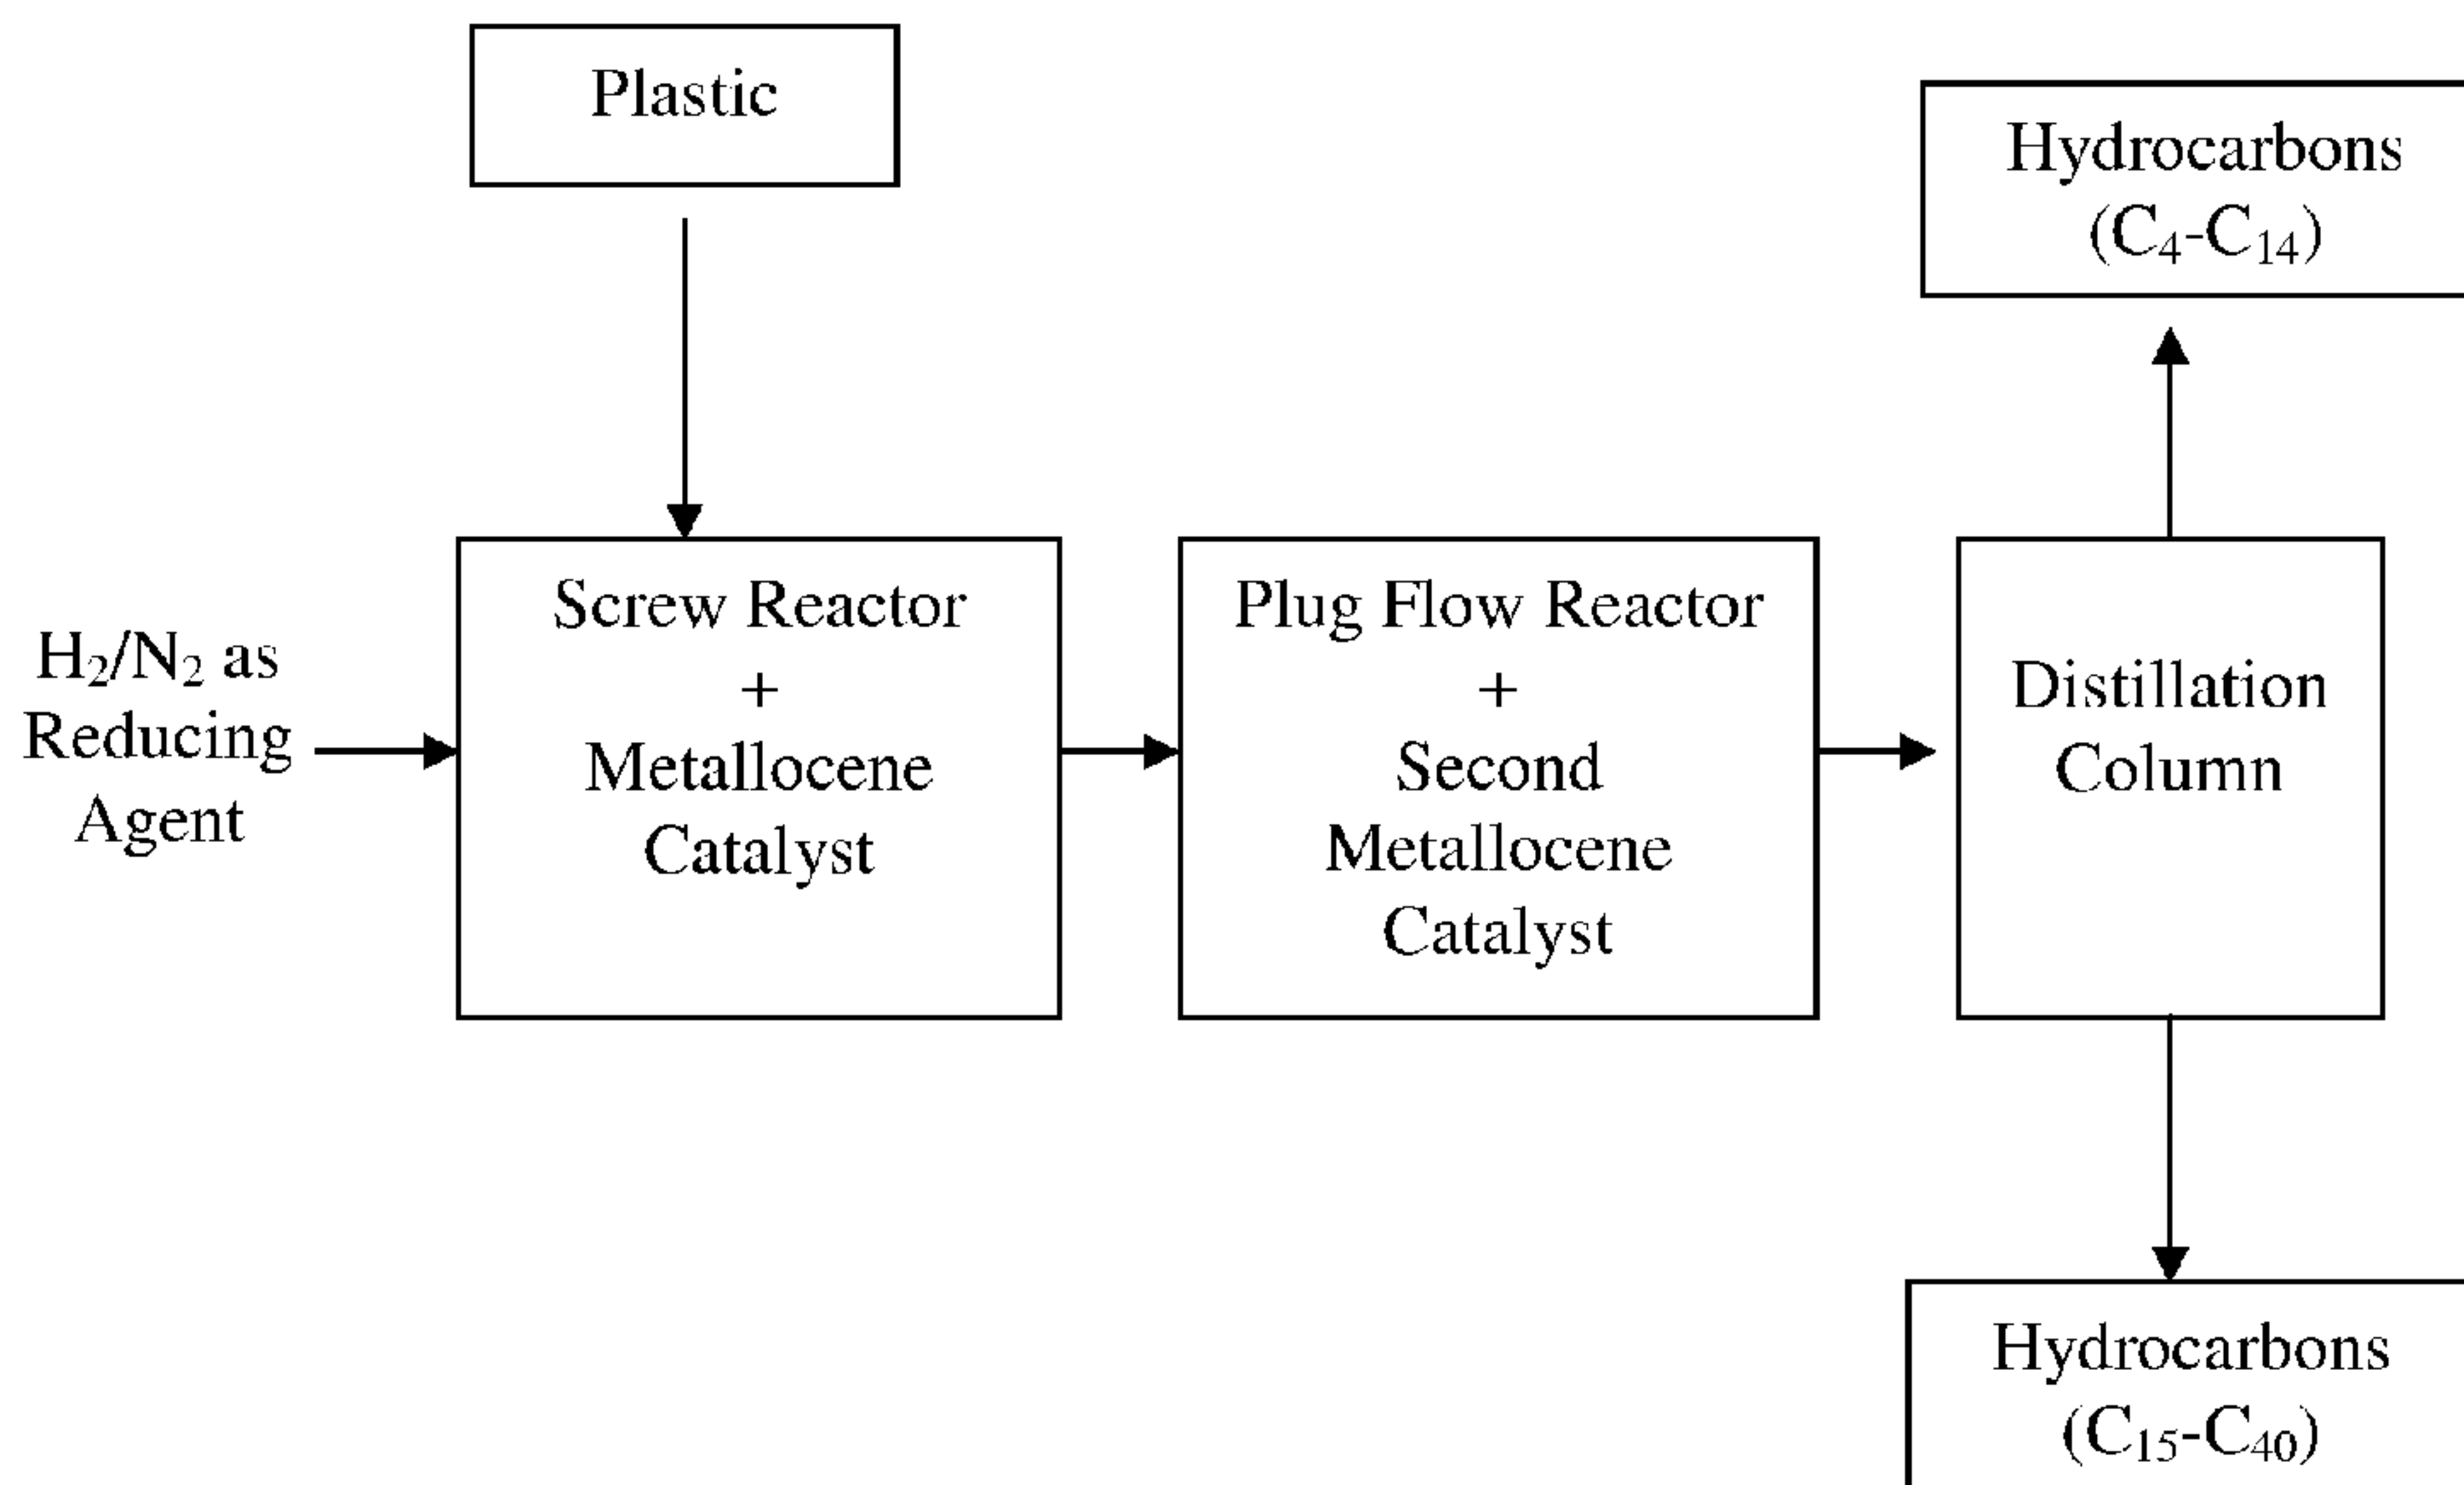 Plastic
Hydrocarbons
(C₄-C₁₄)
H₂/N₂ as
Reducing
Agent
Screw Reactor
+
Metallocene
Catalyst
Plug Flow Reactor
+
Second
Metallocene
Catalyst
Distillation
Column
Hydrocarbons
(C₁₅-C₄₀)